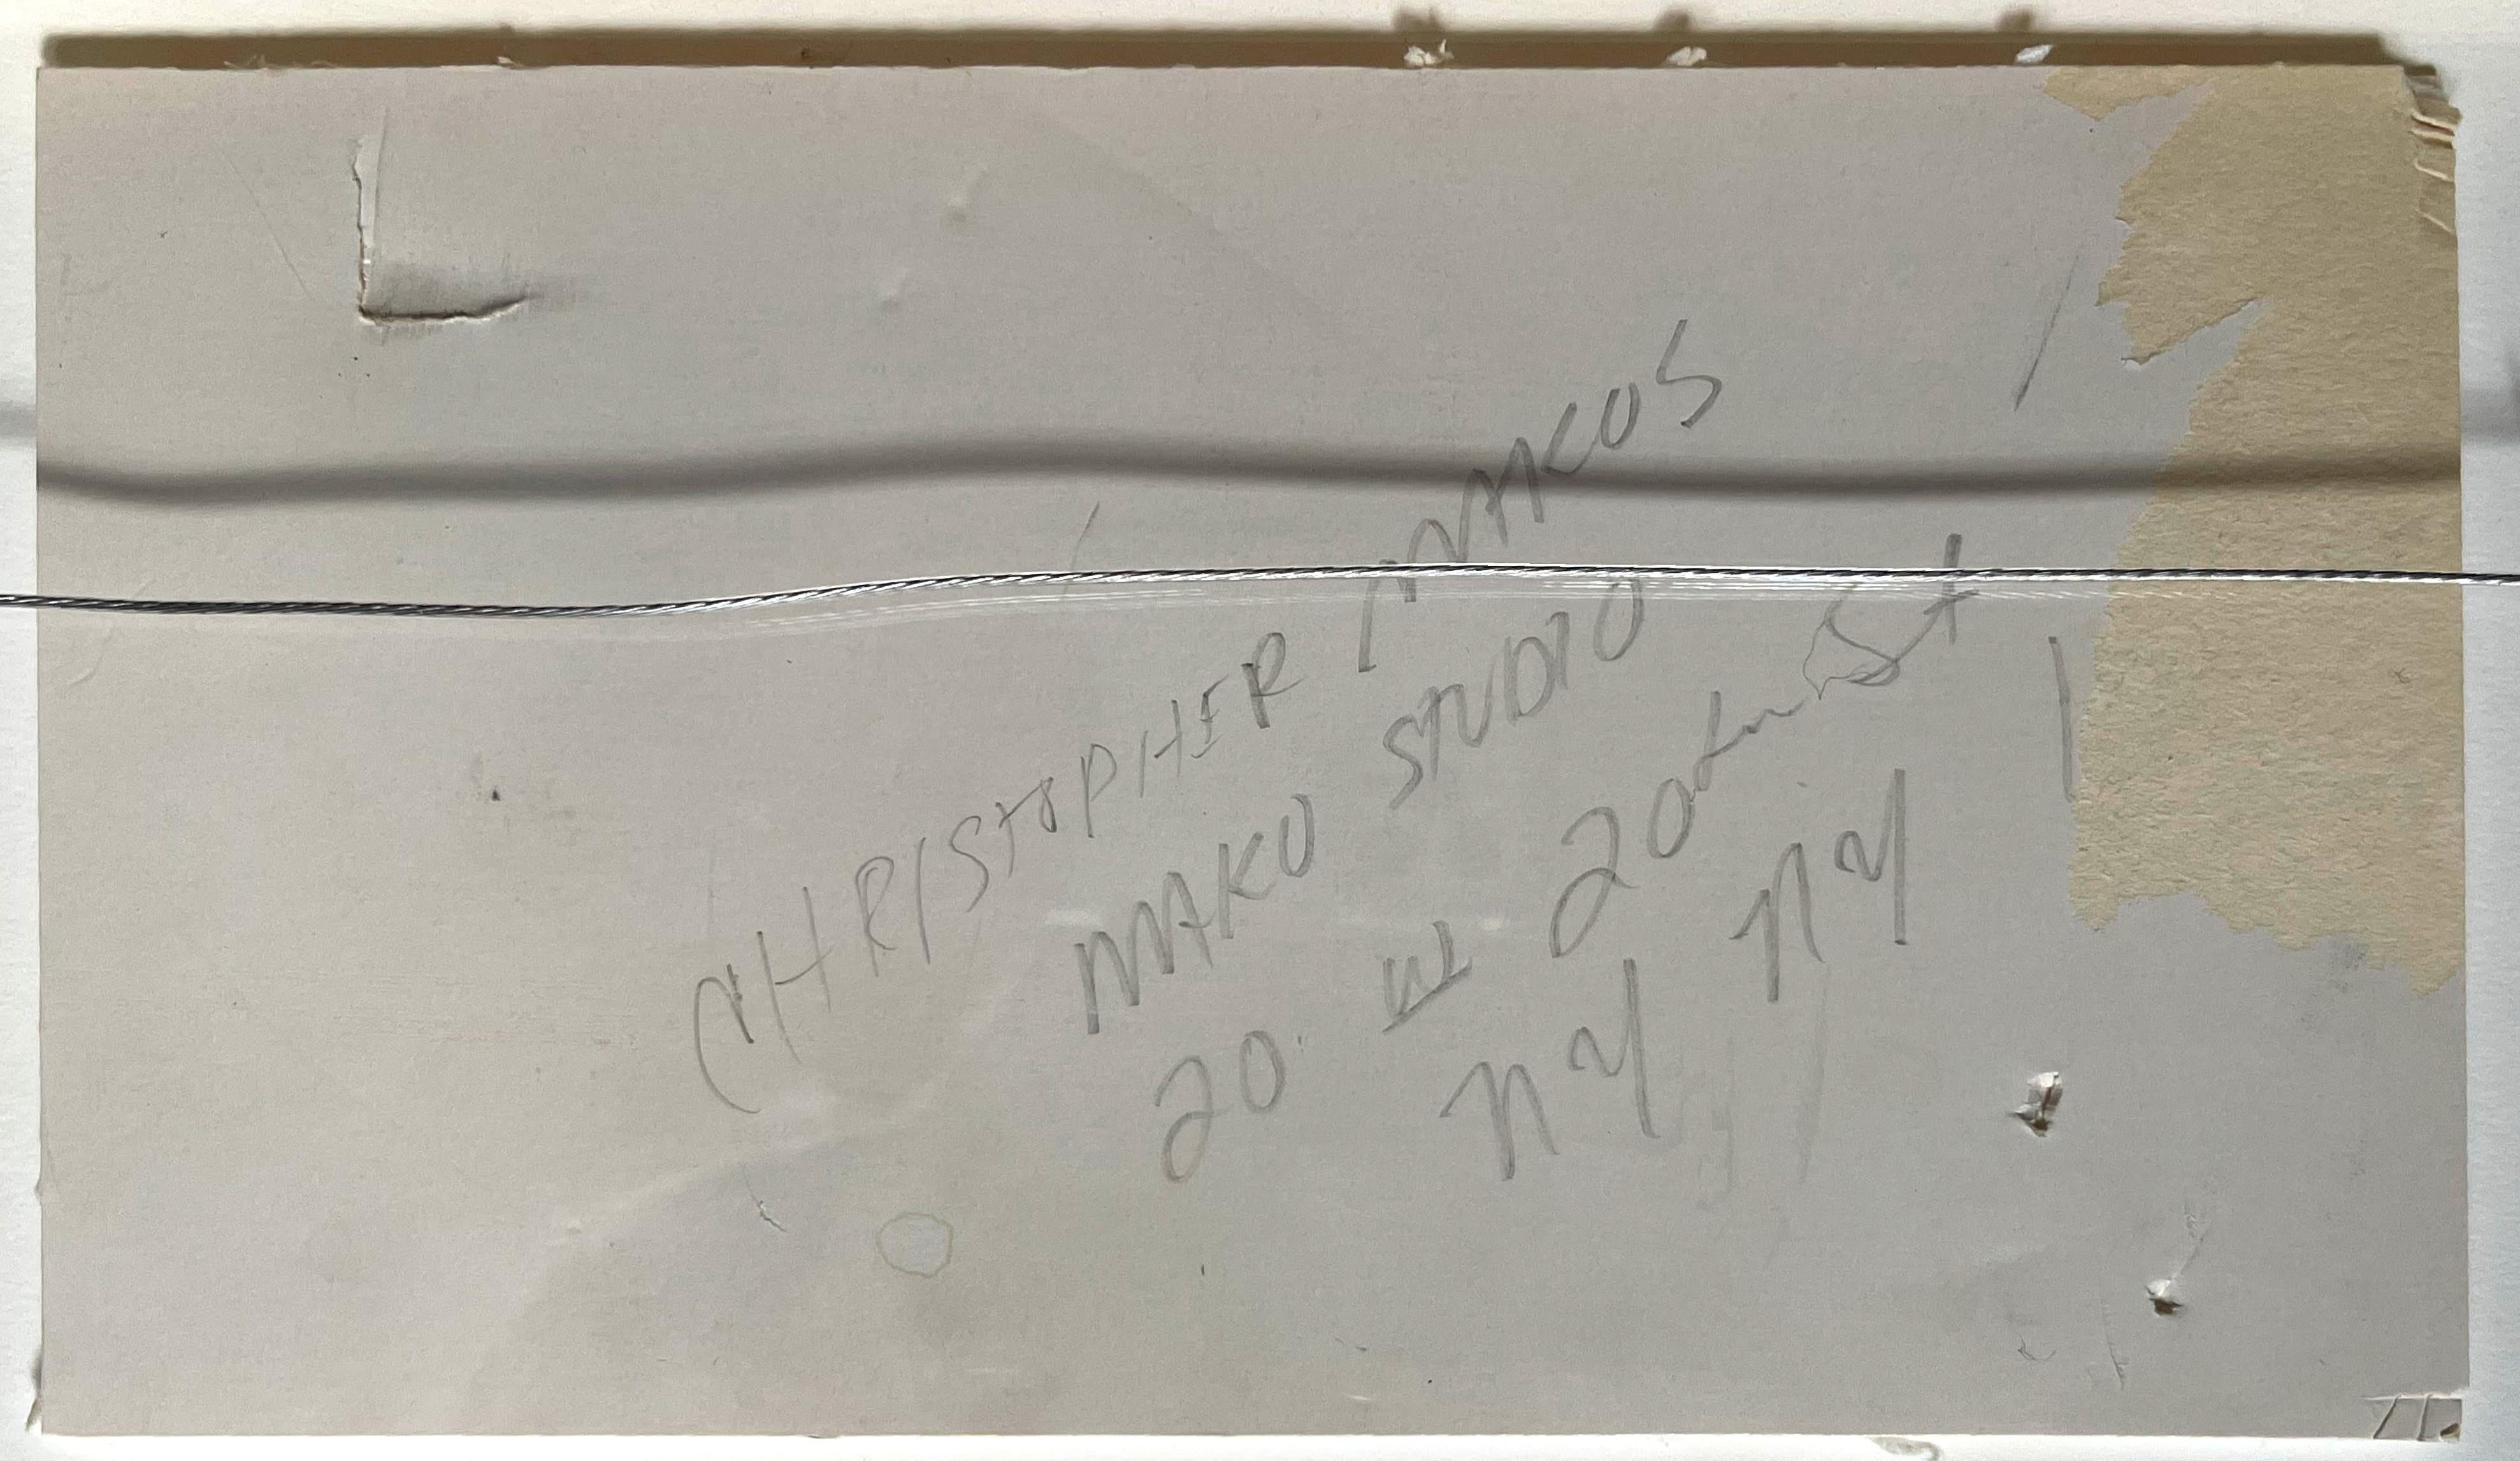 CHRISTOPHER MAKOS
MAKO STUDIO
20 W 20th St
NY NY